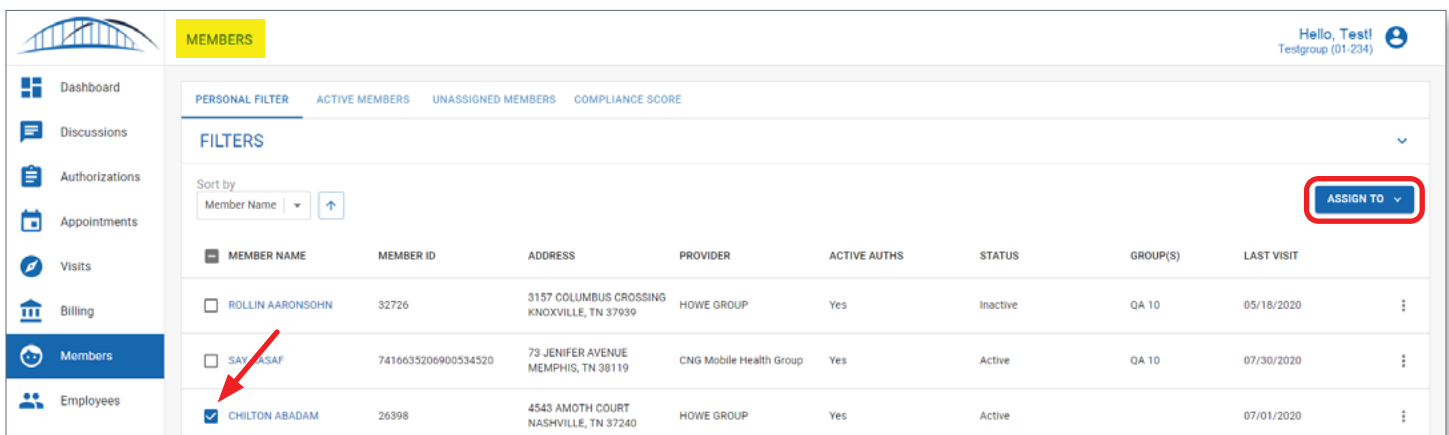 MEMBERS
Hello, Test!
Testgroup (01-234)
Dashboard
Discussions
Authorizations
Appointments
Visits
Billing
Members
Employees
PERSONAL FILTER ACTIVE MEMBERS UNASSIGNED MEMBERS COMPLIANCE SCORE
FILTERS
Sort by
Member Name
ASSIGN TO
MEMBER NAME MEMBER ID ADDRESS PROVIDER ACTIVE AUTHS STATUS GROUP(S) LAST VISIT
ROLLIN AARONSOHN 32726 3157 COLUMBUS CROSSING HOWE GROUP Yes Inactive QA 10 05/18/2020
KNOXVILLE, TN 37939
SAY 7416635206900534520 73 JENIFER AVENUE CNG Mobile Health Group Yes Active QA 10 07/30/2020
MEMPHIS, TN 38119
CHILTON ABADAM 26398 4543 AMOTH COURT HOWE GROUP Yes Active 07/01/2020
NASHVILLE, TN 37240